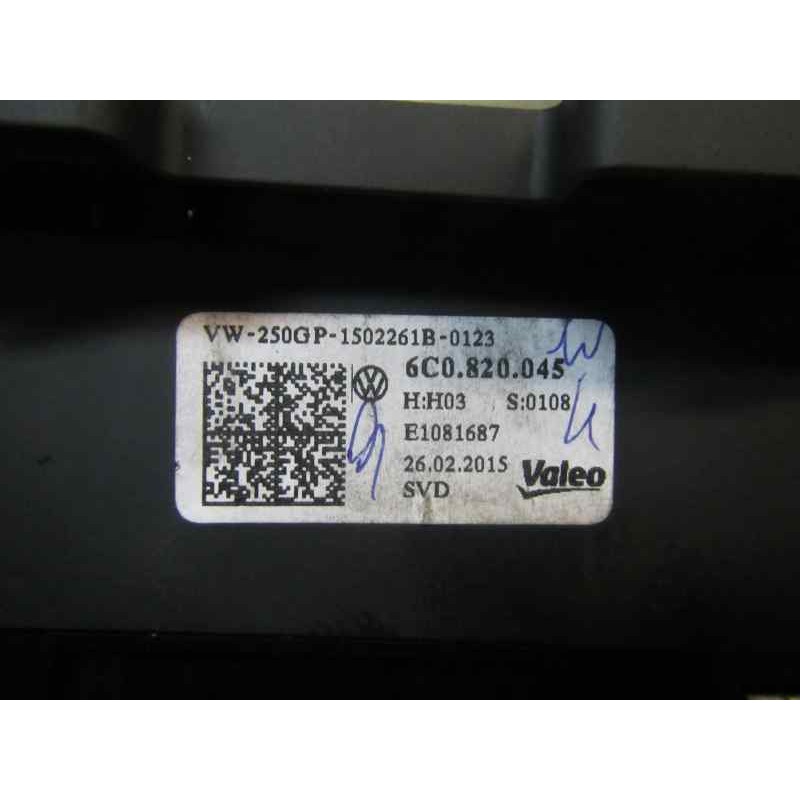 VW-250GP-1502261B-0123
6C0.820.045
H:H03 S:0108
E1081687
26.02.2015
SVD
Valeo